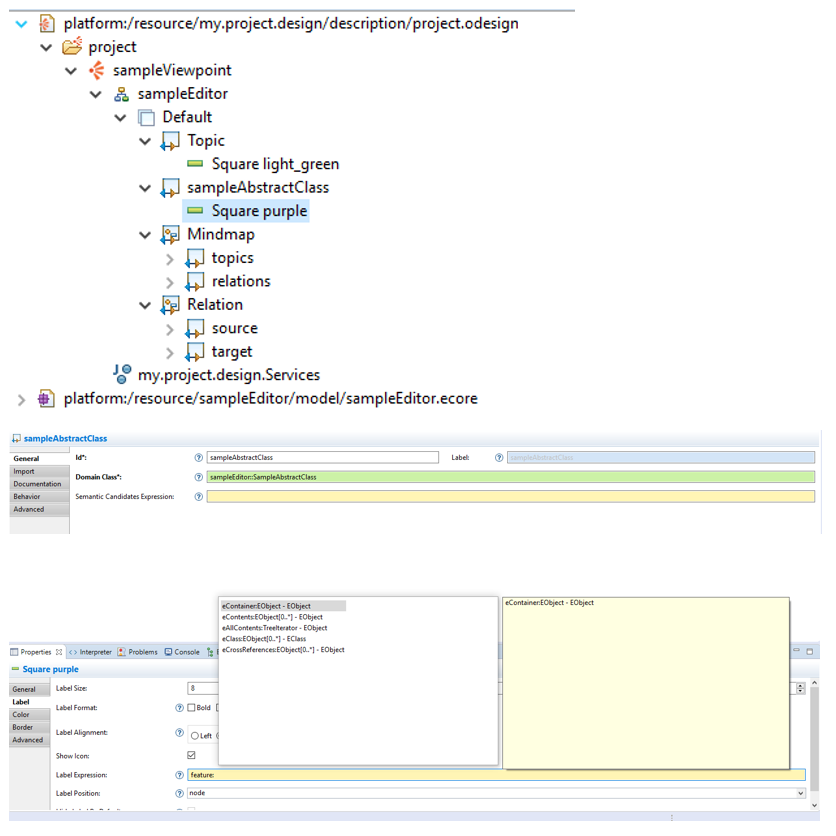 platform:/resource/my.project.design/description/project.odesign
project
sampleViewpoint
sampleEditor
Default
Topic
Square light_green
sampleAbstractClass
Square purple
Mindmap
topics
relations
Relation
source
target
my.project.design.Services
platform:/resource/sampleEditor/model/sampleEditor.ecore
sampleAbstractClass
General
Id*:
sampleAbstractClass
Label:
sampleAbstractClass
Import
Domain Class*:
sampleEditor::SampleAbstractClass
Documentation
Behavior
Semantic Candidates Expression:
Advanced
eContainer:EObject - EObject
eContents:EObject[0..*] - EObject
eAllContents:TreeIterator - EObject
eClass:EObject[0..*] - EClass
eCrossReferences:EObject[0..*] - EObject
eContainer:EObject - EObject
Properties
Interpreter
Problems
Console
Square purple
General
Label Size:
8
Label
Label Format:
Bold
Color
Border
Label Alignment:
Left
Advanced
Show Icon:
Label Expression:
feature:
Label Position:
node